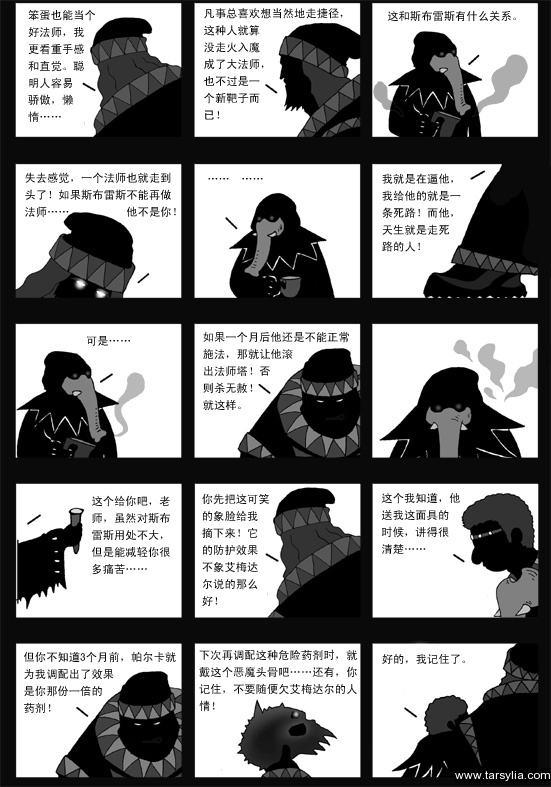 笨蛋也能当个
好法师，我
更看重手感
和直觉。聪
明人容易
骄傲，懒
惰……
凡事总喜欢想当然地走捷径，
这种人就算
没走火入魔
成了大法师，
也不过是一
个新靶子而
已！
这和斯布雷斯有什么关系。
失去感觉，一个法师也就走到
头了！如果斯布雷斯不能再做
法师…… 他不是你！
…… ……
我就是在逼他，
我给他的就是一
条死路！而他，
天生就是走死
路的人！
可是……
如果一个月后他还是不能正常
施法，那就让他滚
出法师塔！否
则杀无赦！
就这样。
这个给你吧，老
师，虽然对斯布
雷斯用处不大，
但是能减轻你很
多痛苦……
你先把这可笑
的象脸给我
摘下来！它
的防护效果
不象艾梅达
尔说的那么
好！
这个我知道，他
送我这面具的
时候，讲得很
清楚……
但你不知道3个月前，帕尔卡就
为我调配出了效果
是你那份一倍的
药剂！
下次再调配这种危险药剂时，就
戴这个恶魔头骨吧……还有，你
记住，不要随便欠艾梅达尔的人
情！
好的，我记住了。
www.tarsylia.com